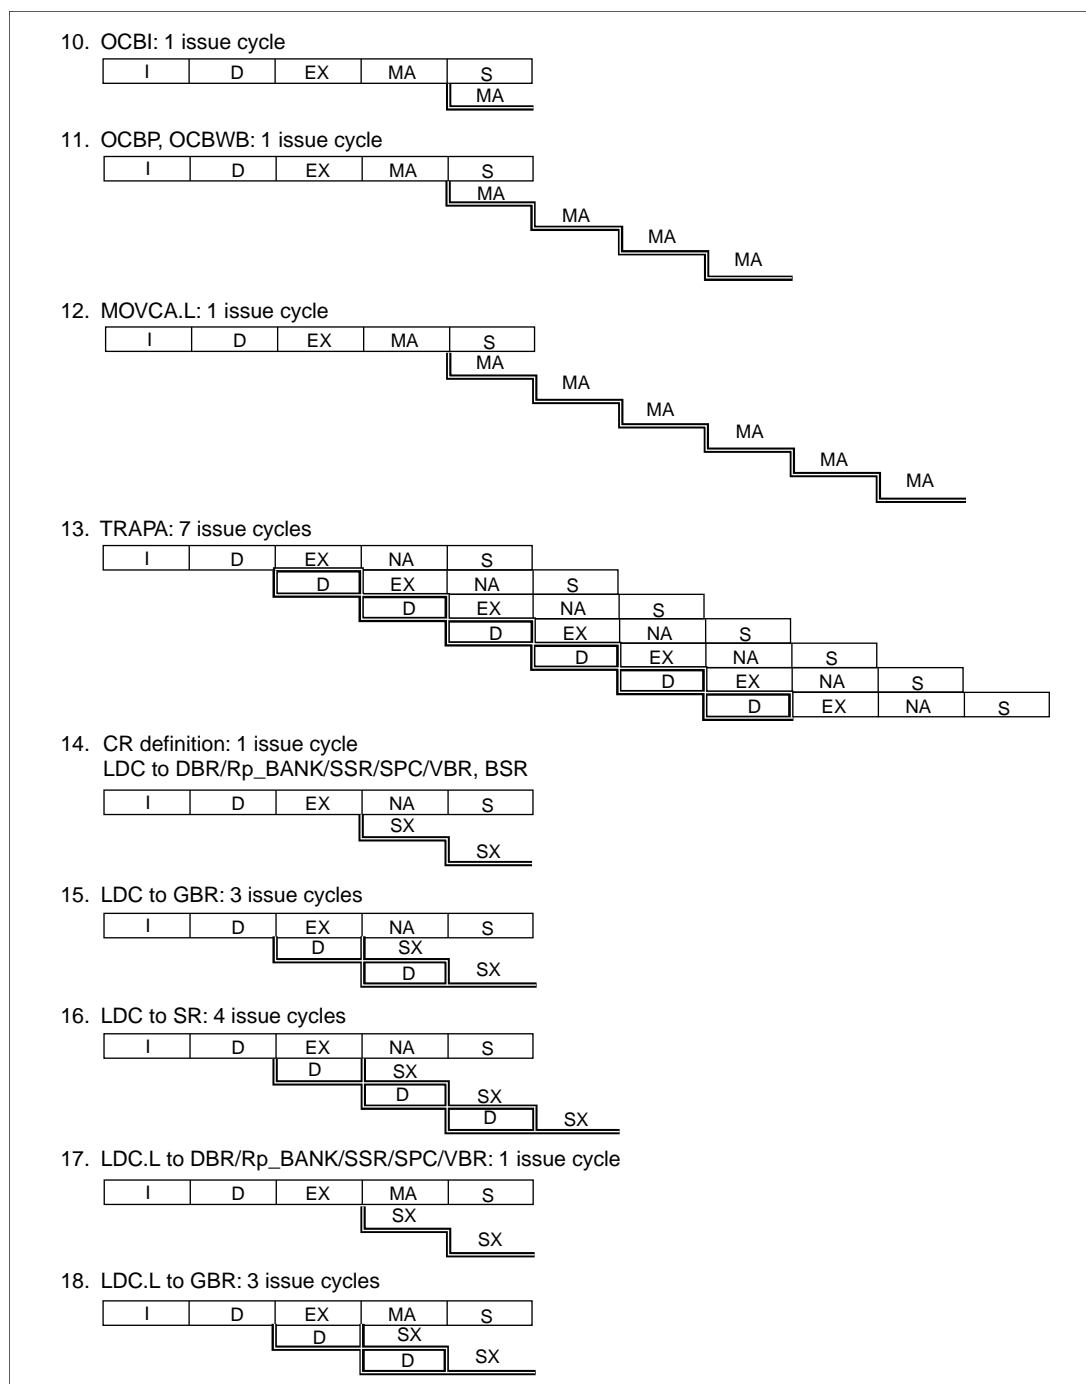 10. OCBI: 1 issue cycle
I D EX MA S
MA
11. OCBP, OCBWB: 1 issue cycle
I D EX MA S
MA
MA
MA
MA
12. MOVCA.L: 1 issue cycle
I D EX MA S
MA
MA
MA
MA
MA
MA
13. TRAPA: 7 issue cycles
I D EX NA S
D EX NA S
D EX NA S
D EX NA S
D EX NA S
D EX NA S
D EX NA S
14. CR definition: 1 issue cycle
LDC to DBR/Rp_BANK/SSR/SPC/VBR, BSR
I D EX NA S
SX
SX
15. LDC to GBR: 3 issue cycles
I D EX NA S
D SX
D SX
16. LDC to SR: 4 issue cycles
I D EX NA S
D SX
D SX
D SX
17. LDC.L to DBR/Rp_BANK/SSR/SPC/VBR: 1 issue cycle
I D EX MA S
SX
SX
18. LDC.L to GBR: 3 issue cycles
I D EX MA S
D SX
D SX